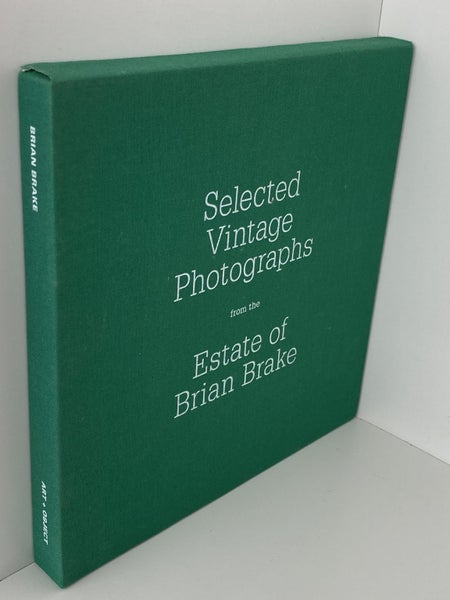 BRIAN BRAKE
ART + OBJECT
Selected
Vintage
Photographs
from the
Estate of
Brian Brake